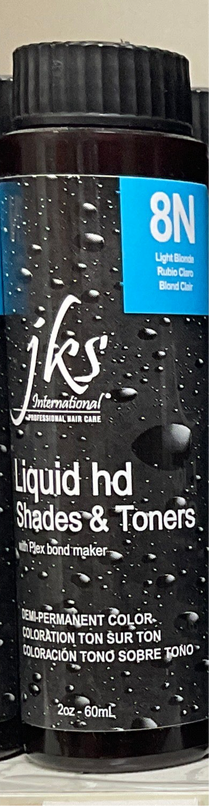 8N
Light Blonde
Rubio Claro
Blond Clair
jks
International
PROFESSIONAL HAIR CARE
Liquid hd
Shades & Toners
with Plex bond maker
DEMI-PERMANENT COLOR
COLORATION TON SUR TON
COLORACIÓN TONO SOBRE TONO
2oz - 60mL